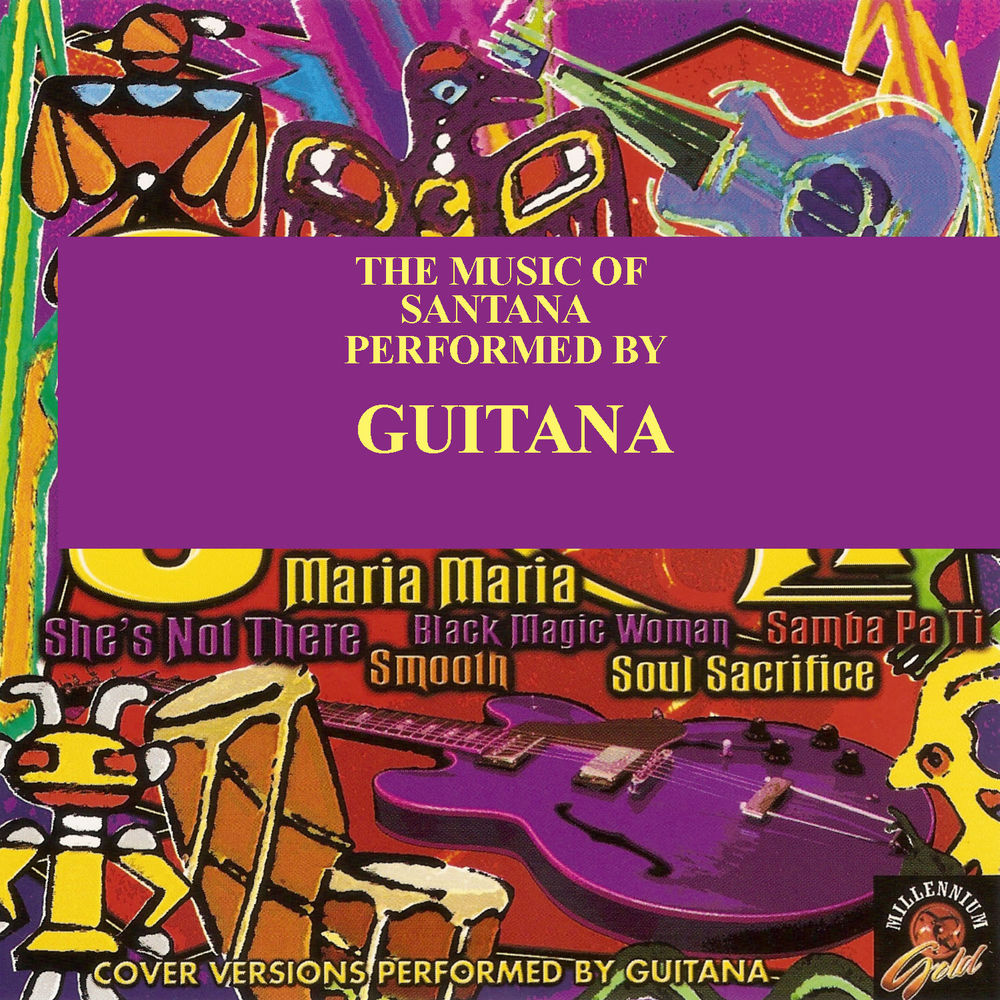 THE MUSIC OF
SANTANA
PERFORMED BY
GUITANA
Maria Maria
She's Not There Black Magic Woman Samba Pa Ti
Smooth Soul Sacrifice
COVER VERSIONS PERFORMED BY GUITANA
MILLENNIUM
Gold